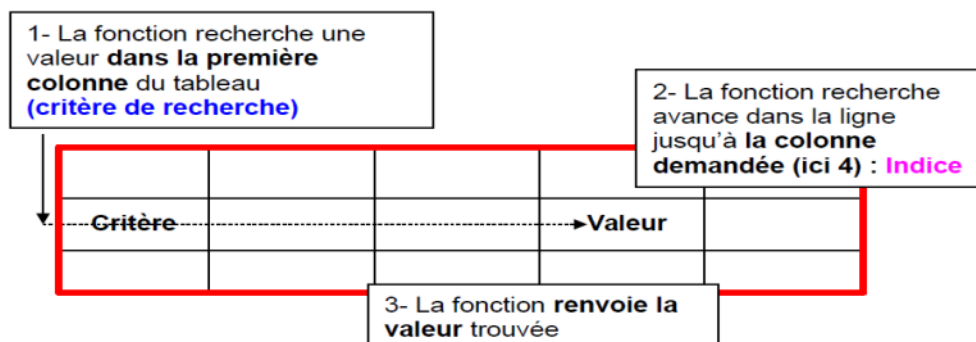 1- La fonction recherche une
valeur dans la première
colonne du tableau
(critère de recherche)
2- La fonction recherche
avance dans la ligne
jusqu'à la colonne
demandée (ici 4) : Indice
Critère
Valeur
3- La fonction renvoie la
valeur trouvée